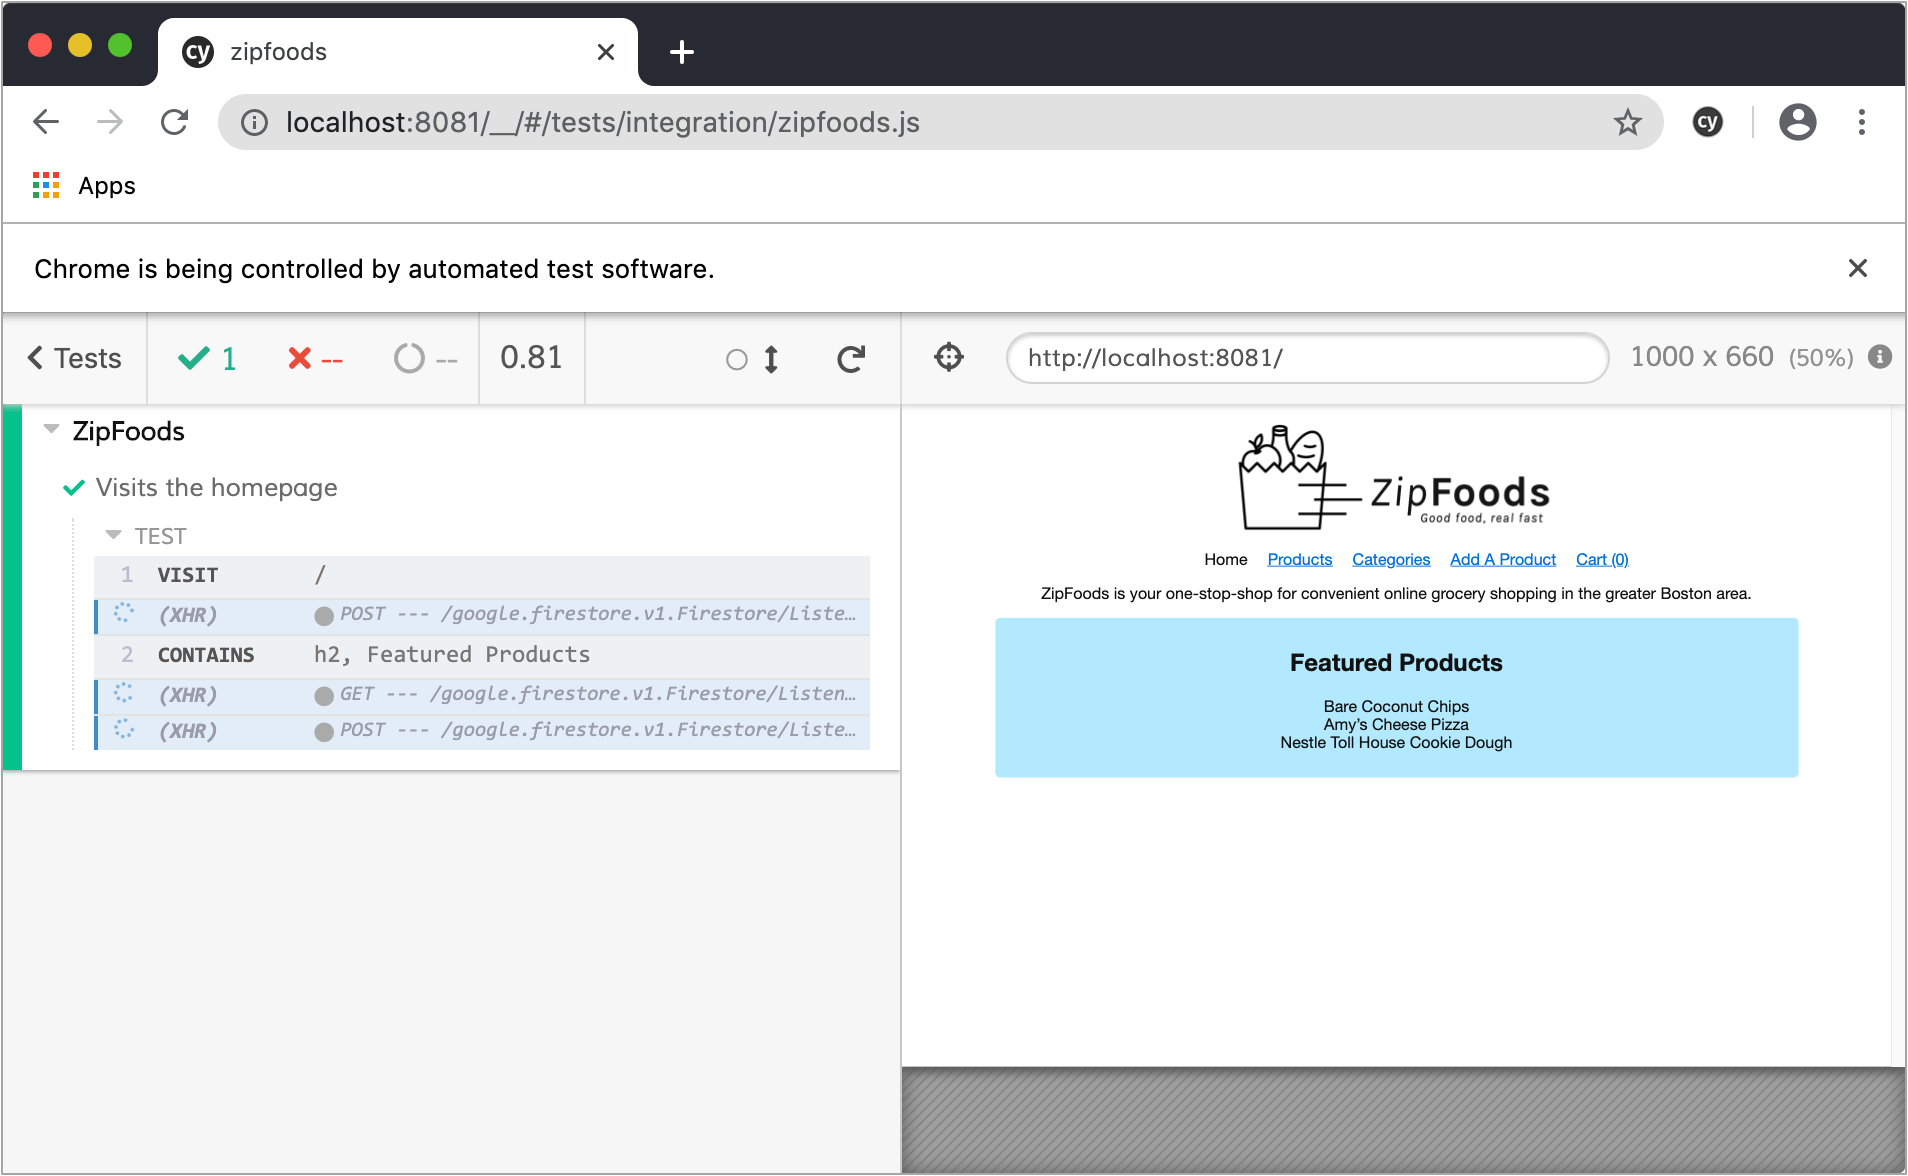 cy zipfoods
localhost:8081/__/#/tests/integration/zipfoods.js
cy
Apps
Chrome is being controlled by automated test software.
Tests 1 -- -- 0.81
http://localhost:8081/ 1000 x 660 (50%)
ZipFoods
Visits the homepage
TEST
1 VISIT /
(XHR) POST --- /google.firestore.v1.Firestore/Liste…
2 CONTAINS h2, Featured Products
(XHR) GET --- /google.firestore.v1.Firestore/Listen…
(XHR) POST --- /google.firestore.v1.Firestore/Liste…
ZipFoods
Good food, real fast
Home Products Categories Add A Product Cart (0)
ZipFoods is your one-stop-shop for convenient online grocery shopping in the greater Boston area.
Featured Products
Bare Coconut Chips
Amy's Cheese Pizza
Nestle Toll House Cookie Dough